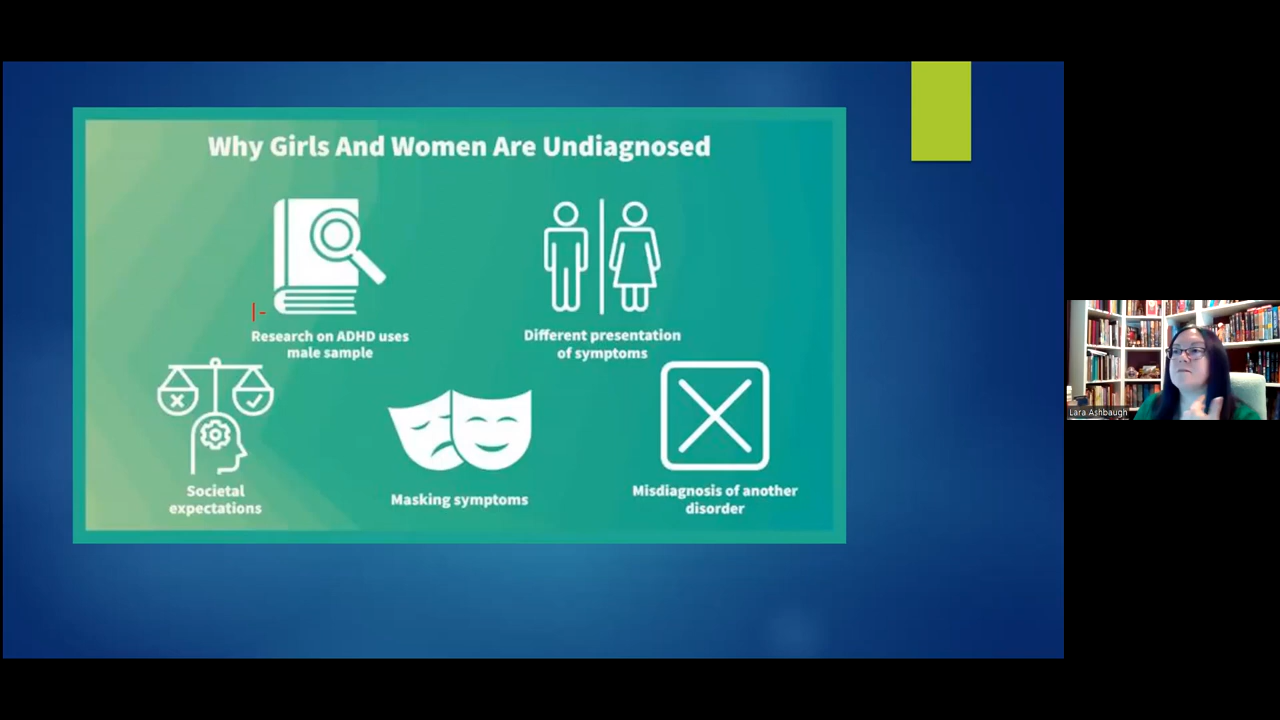 Why Girls And Women Are Undiagnosed
Research on ADHD uses
male sample
Different presentation
of symptoms
Societal
expectations
Masking symptoms
Misdiagnosis of another
disorder
Lara Ashbaugh